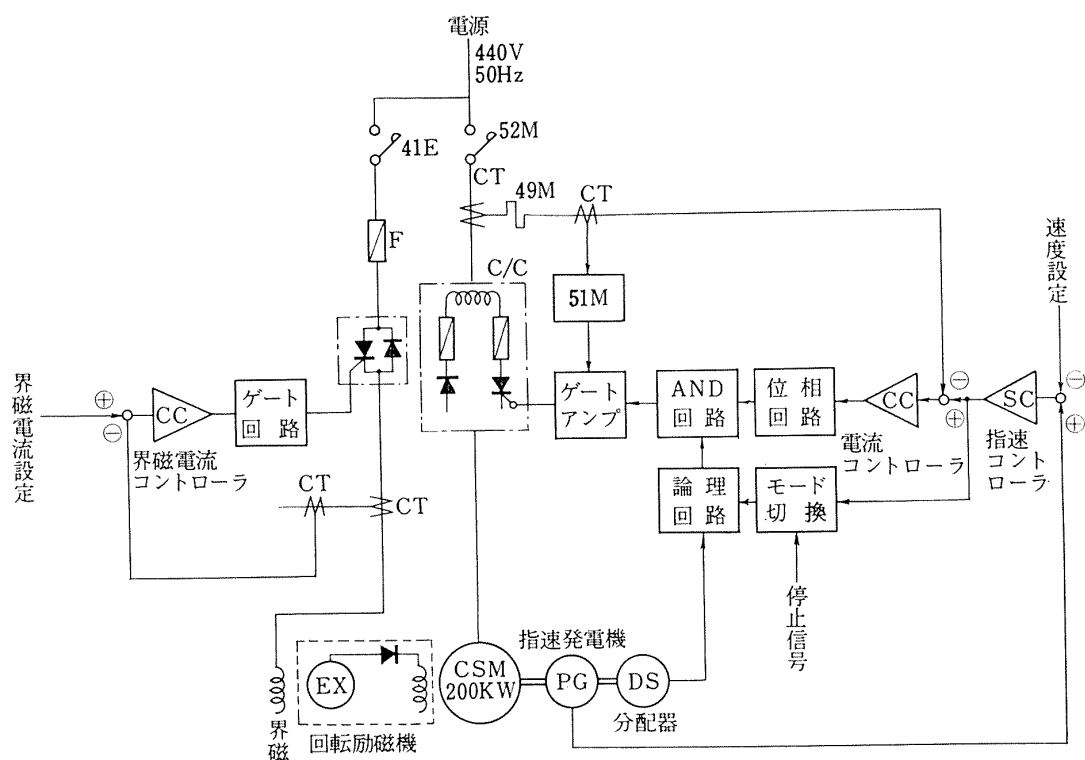 電源
440V
50Hz
41E
52M
CT
49M
CT
F
C/C
51M
速度設定
界磁電流設定
⊕
⊖
CC
ゲート
回路
界磁電流
コントローラ
CT
CT
ゲート
アンプ
AND
回路
位相
回路
CC
電流
コントローラ
⊖
⊕
SC
指速
コント
ローラ
⊖
⊕
論理
回路
モード
切換
停止信号
界磁
EX
回転励磁機
CSM
200KW
指速発電機
PG
DS
分配器